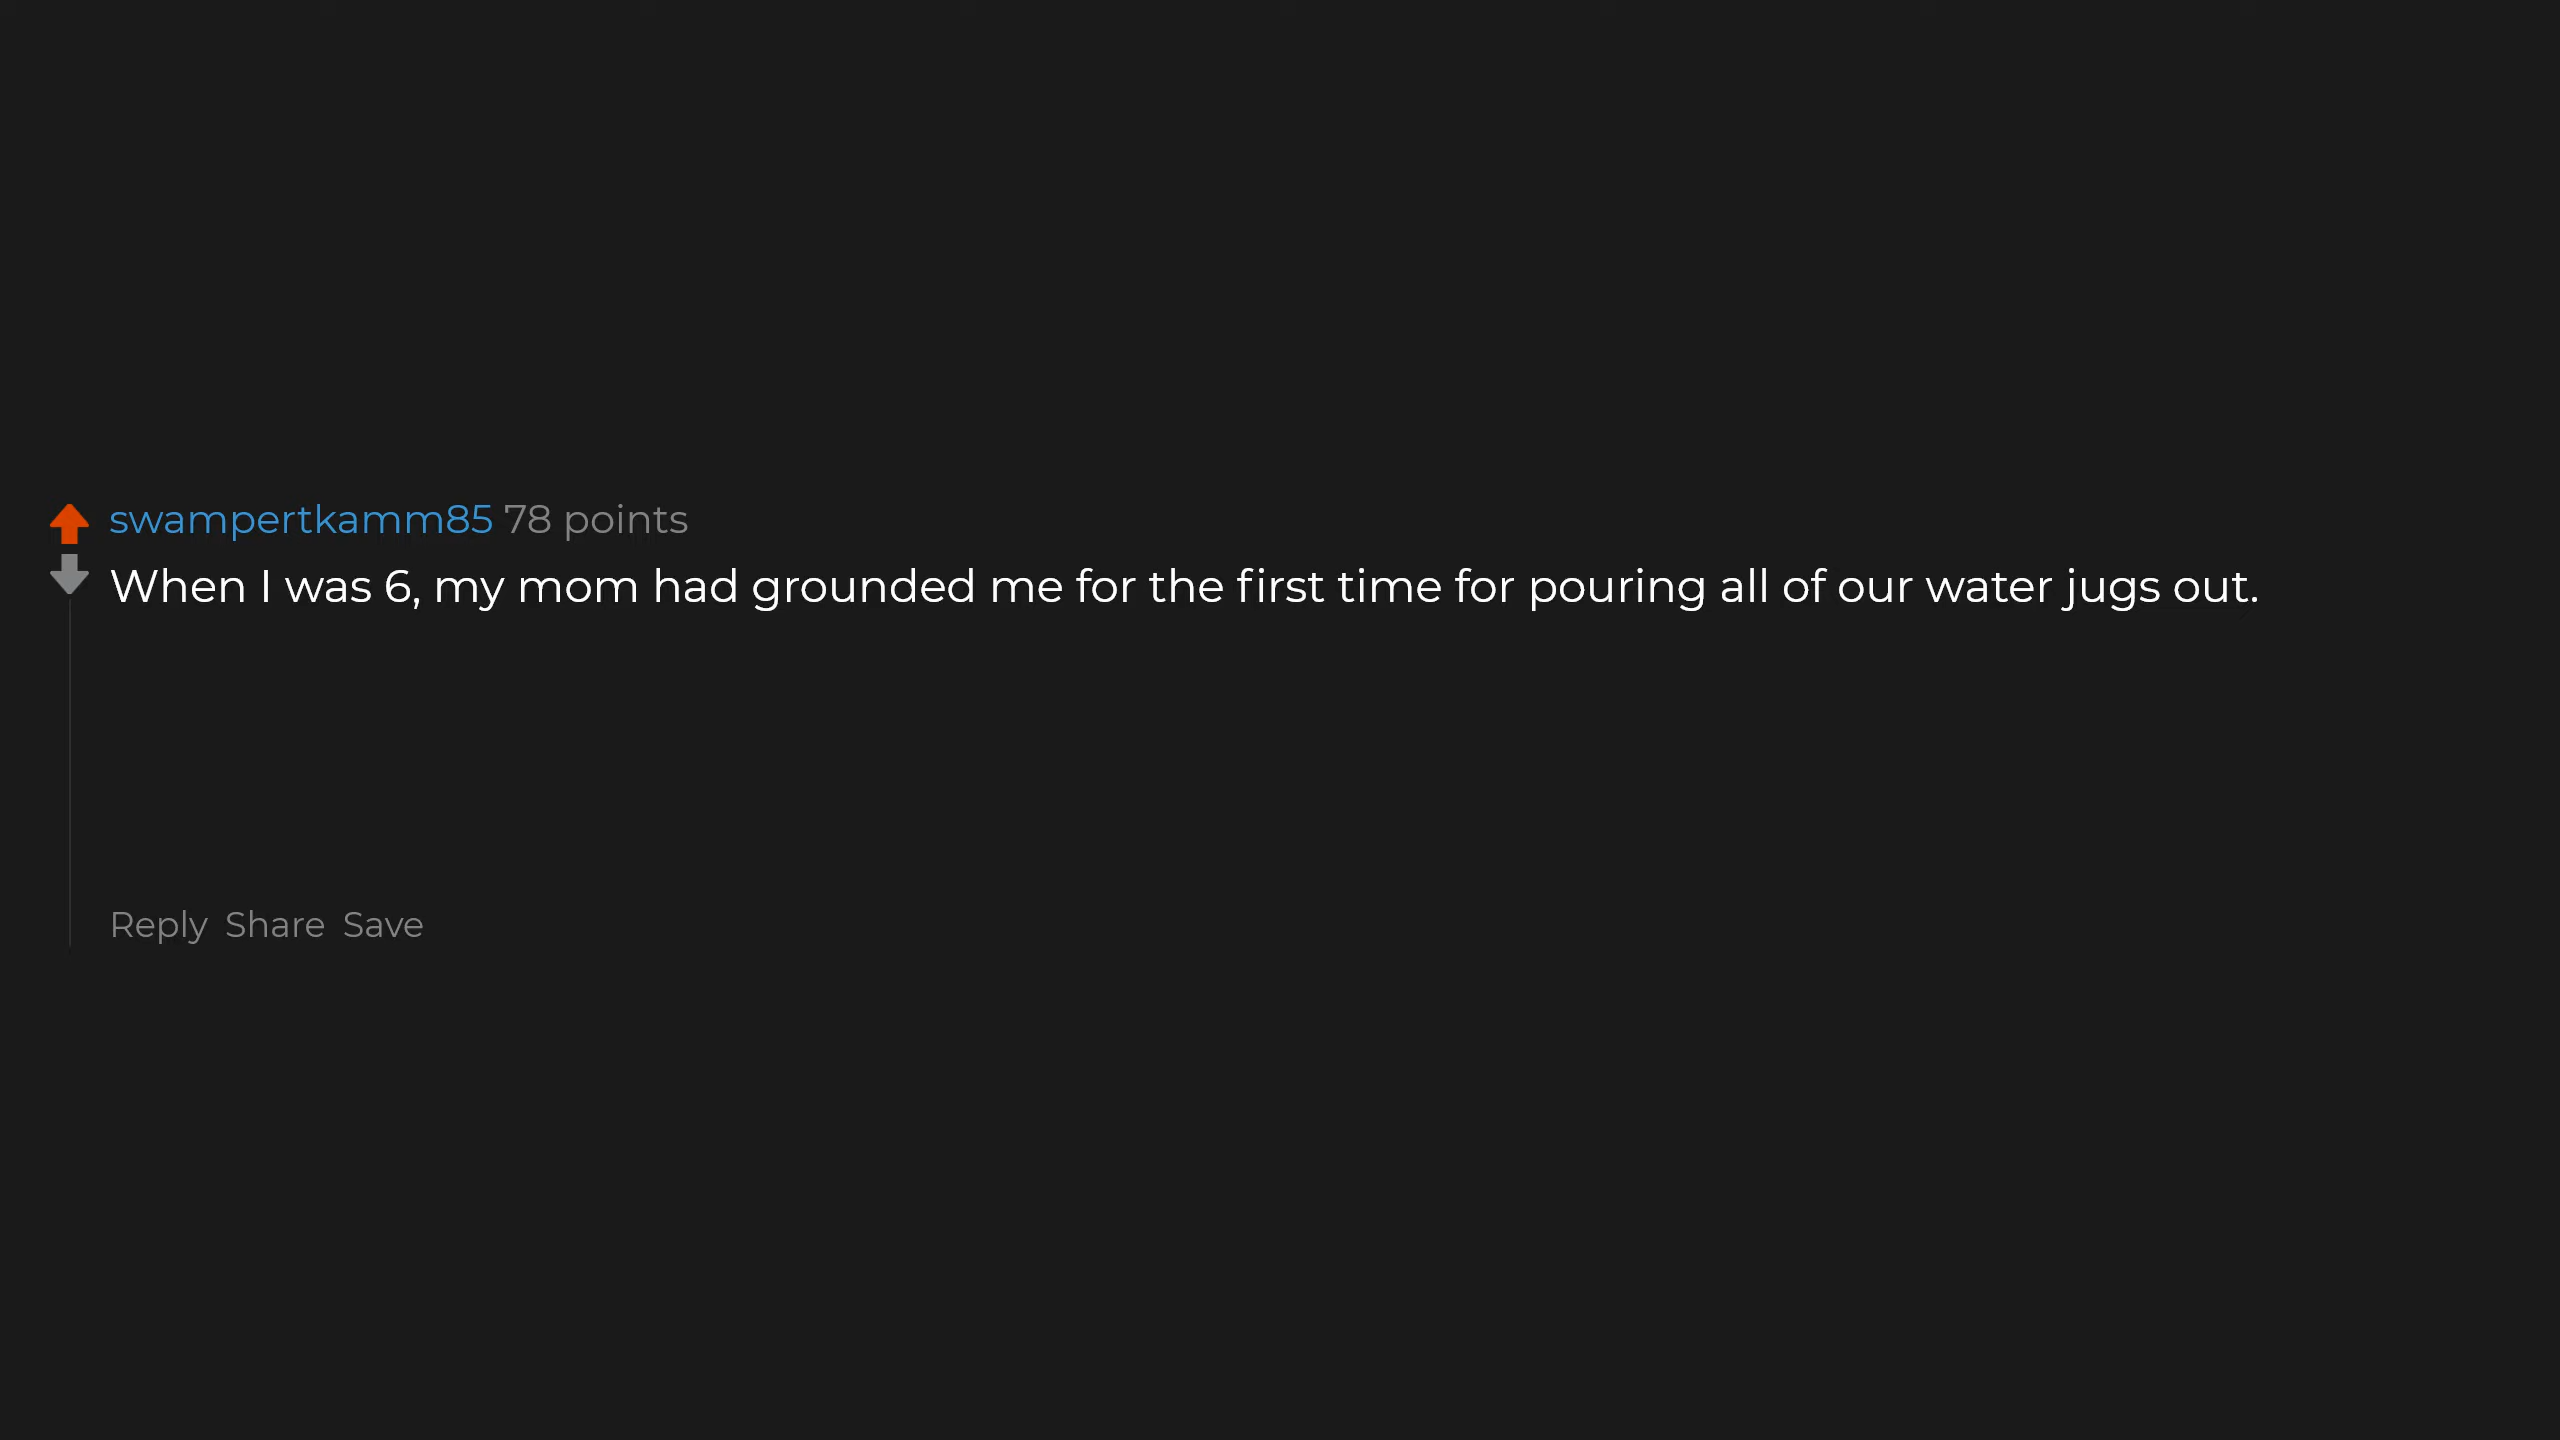 swampertkamm85 78 points
When I was 6, my mom had grounded me for the first time for pouring all of our water jugs out.
Reply Share Save